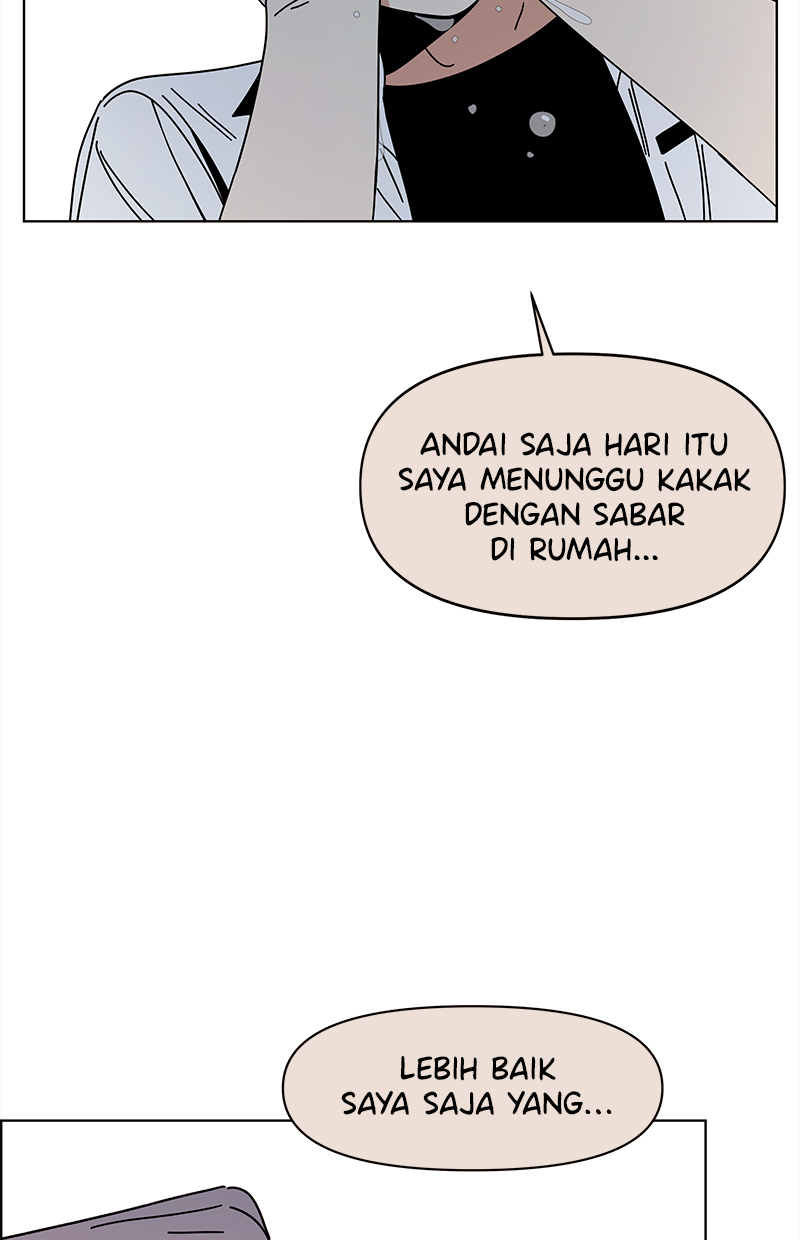 ANDAI SAJA HARI ITU
SAYA MENUNGGU KAKAK
DENGAN SABAR
DI RUMAH...
LEBIH BAIK
SAYA SAJA YANG...